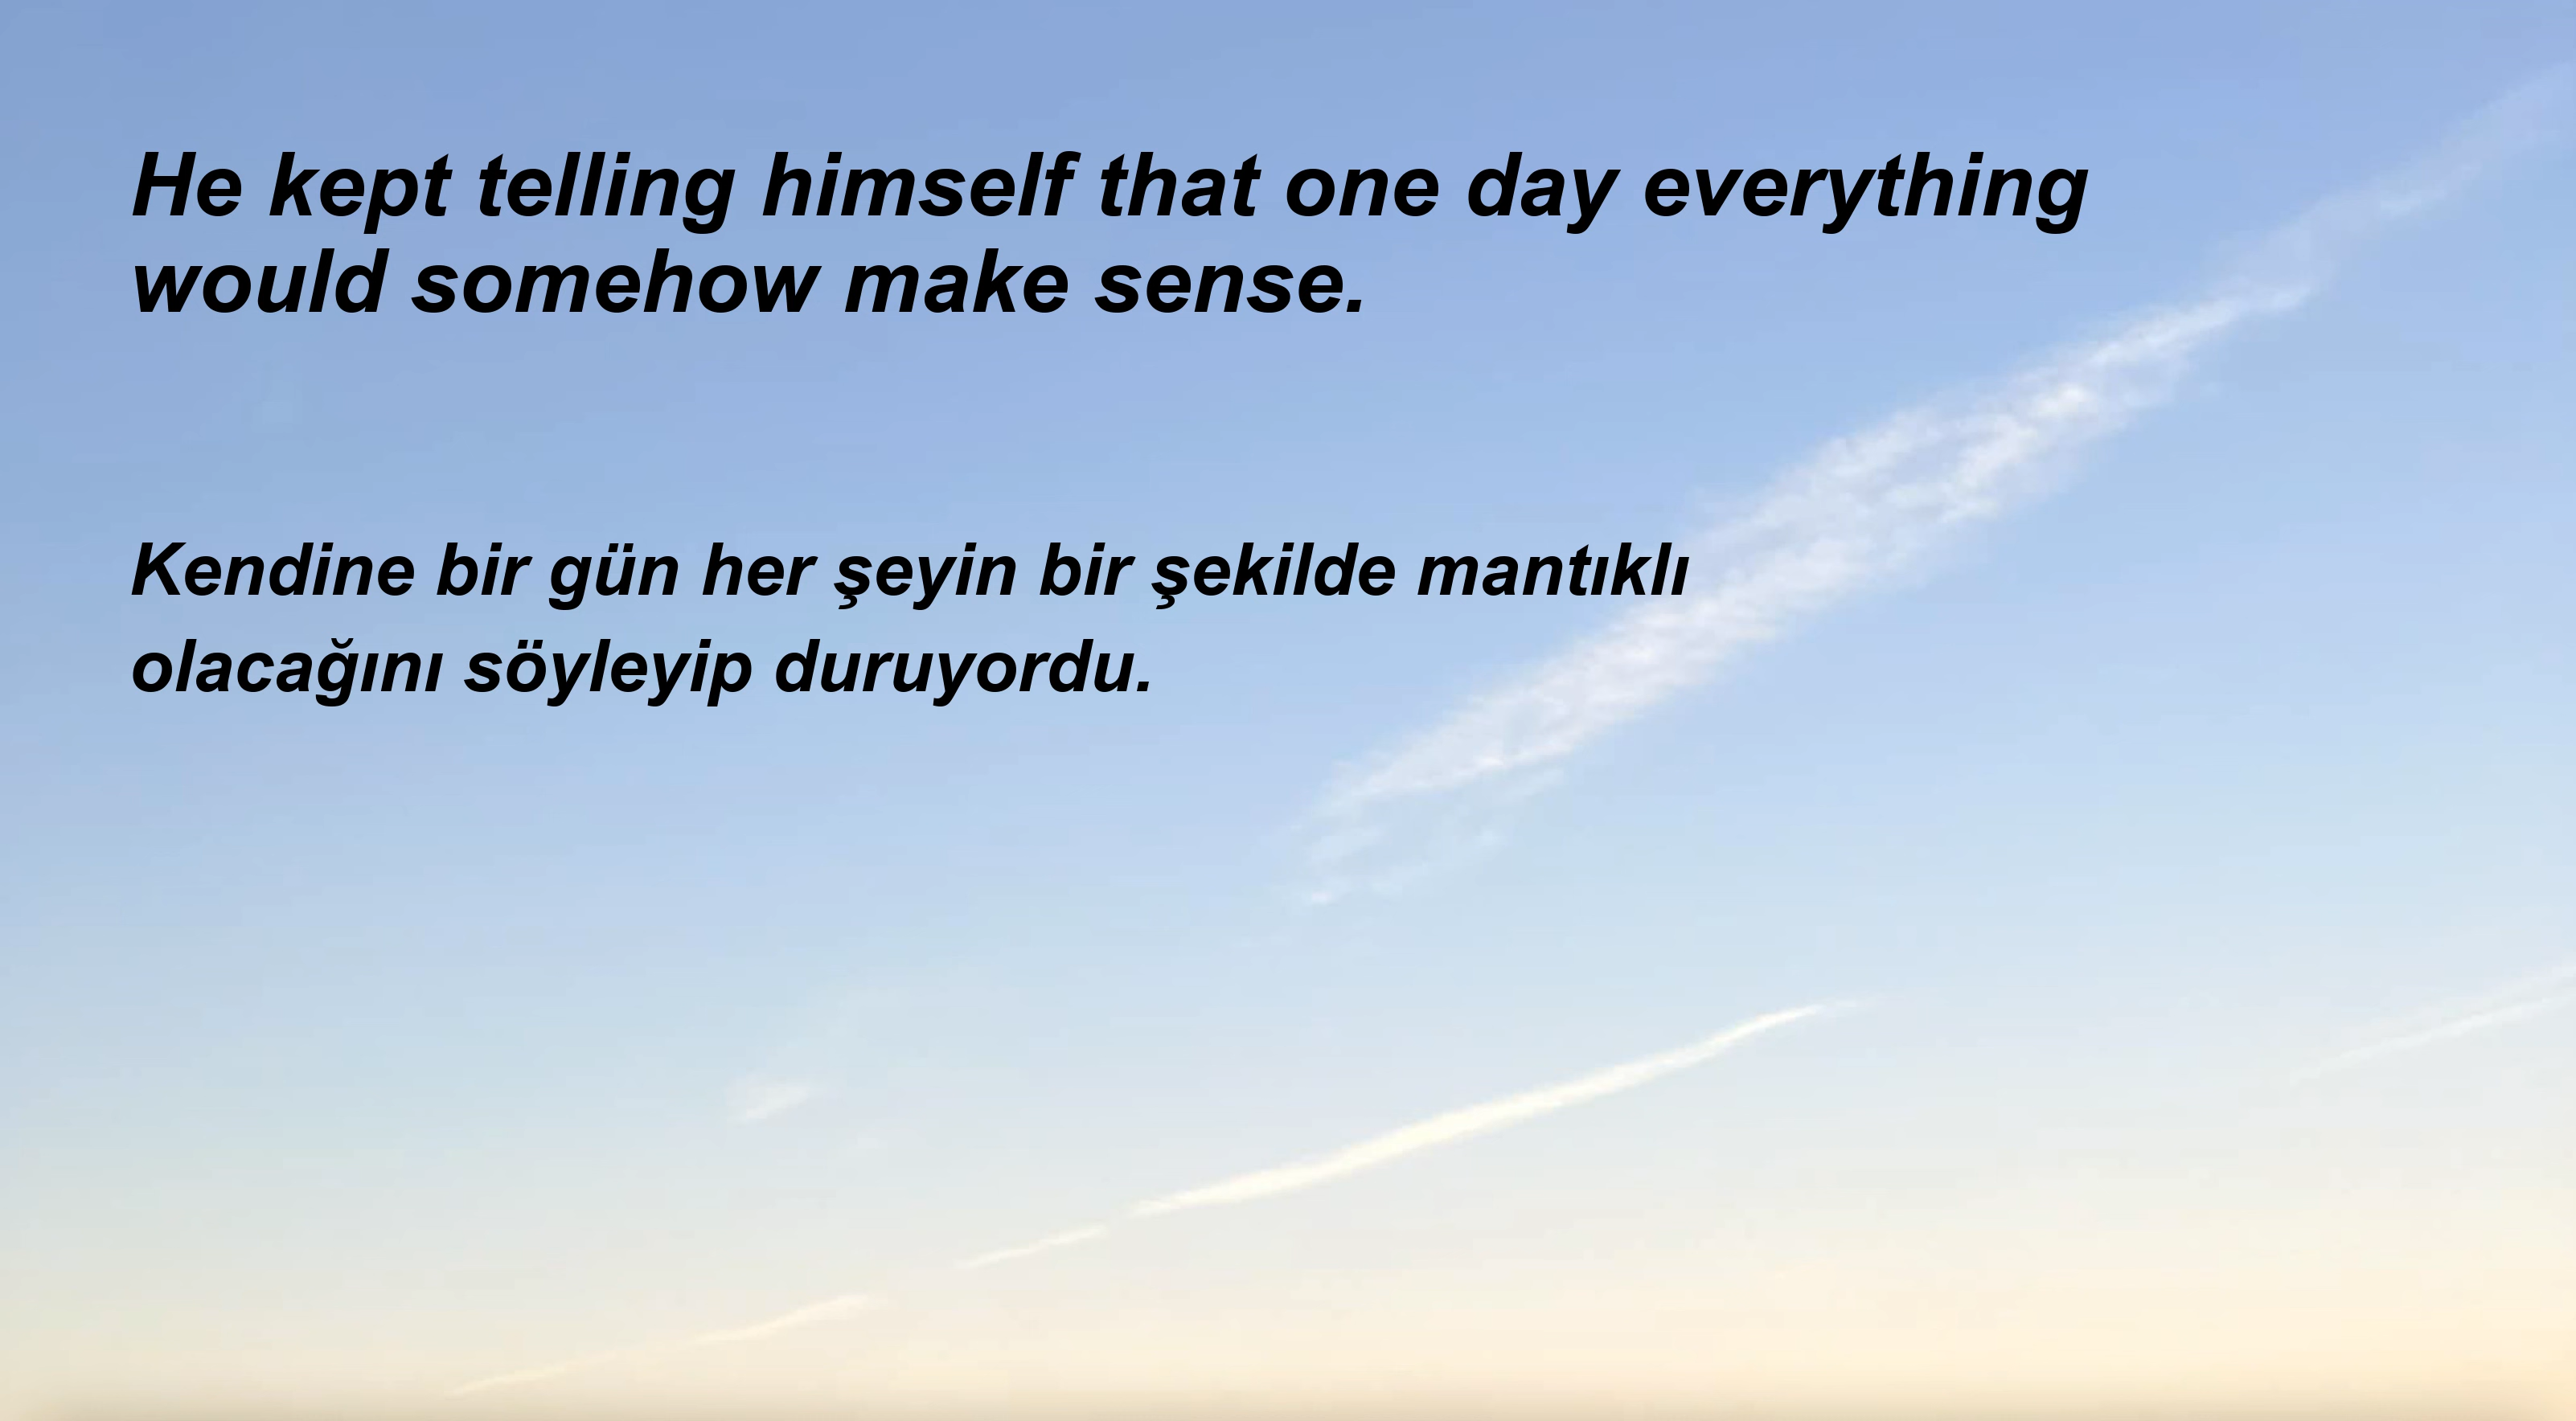 He kept telling himself that one day everything
would somehow make sense.
Kendine bir gün her şeyin bir şekilde mantıklı
olacağını söyleyip duruyordu.